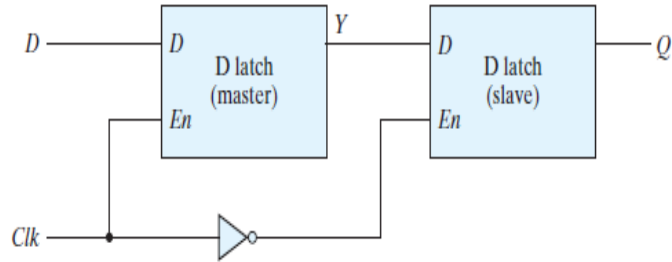 Y
D
D
D latch
(master)
En
D
D latch
(slave)
En
Q
Clk